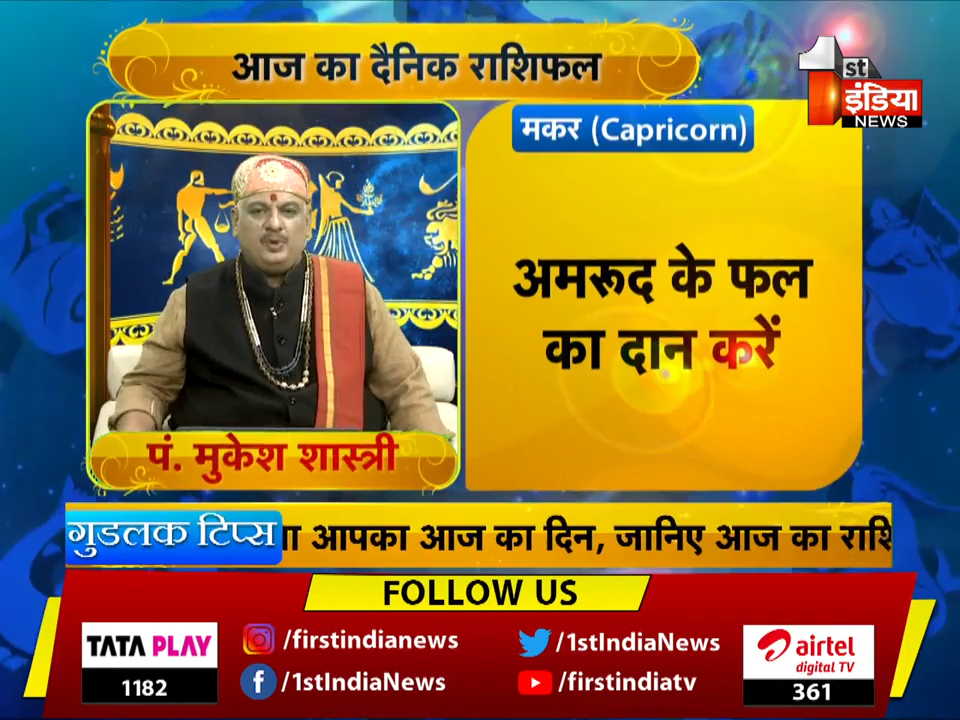 आज का दैनिक राशिफल
1st
इंडिया
NEWS
मकर (Capricorn)
अमरूद के फल
का दान करें
पं. मुकेश शास्त्री
गुडलक टिप्स
आपका आज का दिन, जानिए आज का
FOLLOW US
TATA PLAY
1182
/firstindianews
/1stIndiaNews
/1stIndiaNews
/firstindiatv
airtel
digital TV
361